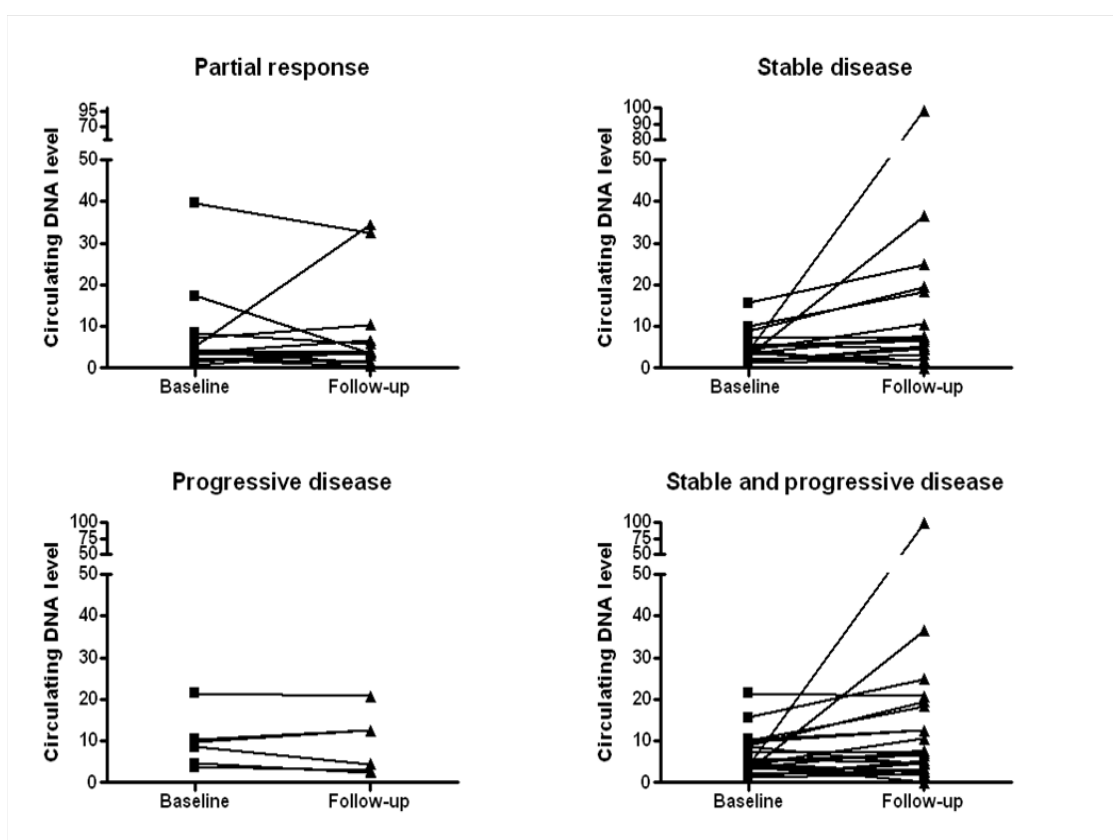 Partial response
Circulating DNA level
95
70
50
40
30
20
10
0
Baseline Follow-up
Stable disease
Circulating DNA level
100
90
80
50
40
30
20
10
0
Baseline Follow-up
Progressive disease
Circulating DNA level
100
75
50
50
40
30
20
10
0
Baseline Follow-up
Stable and progressive disease
Circulating DNA level
100
75
50
50
40
30
20
10
0
Baseline Follow-up